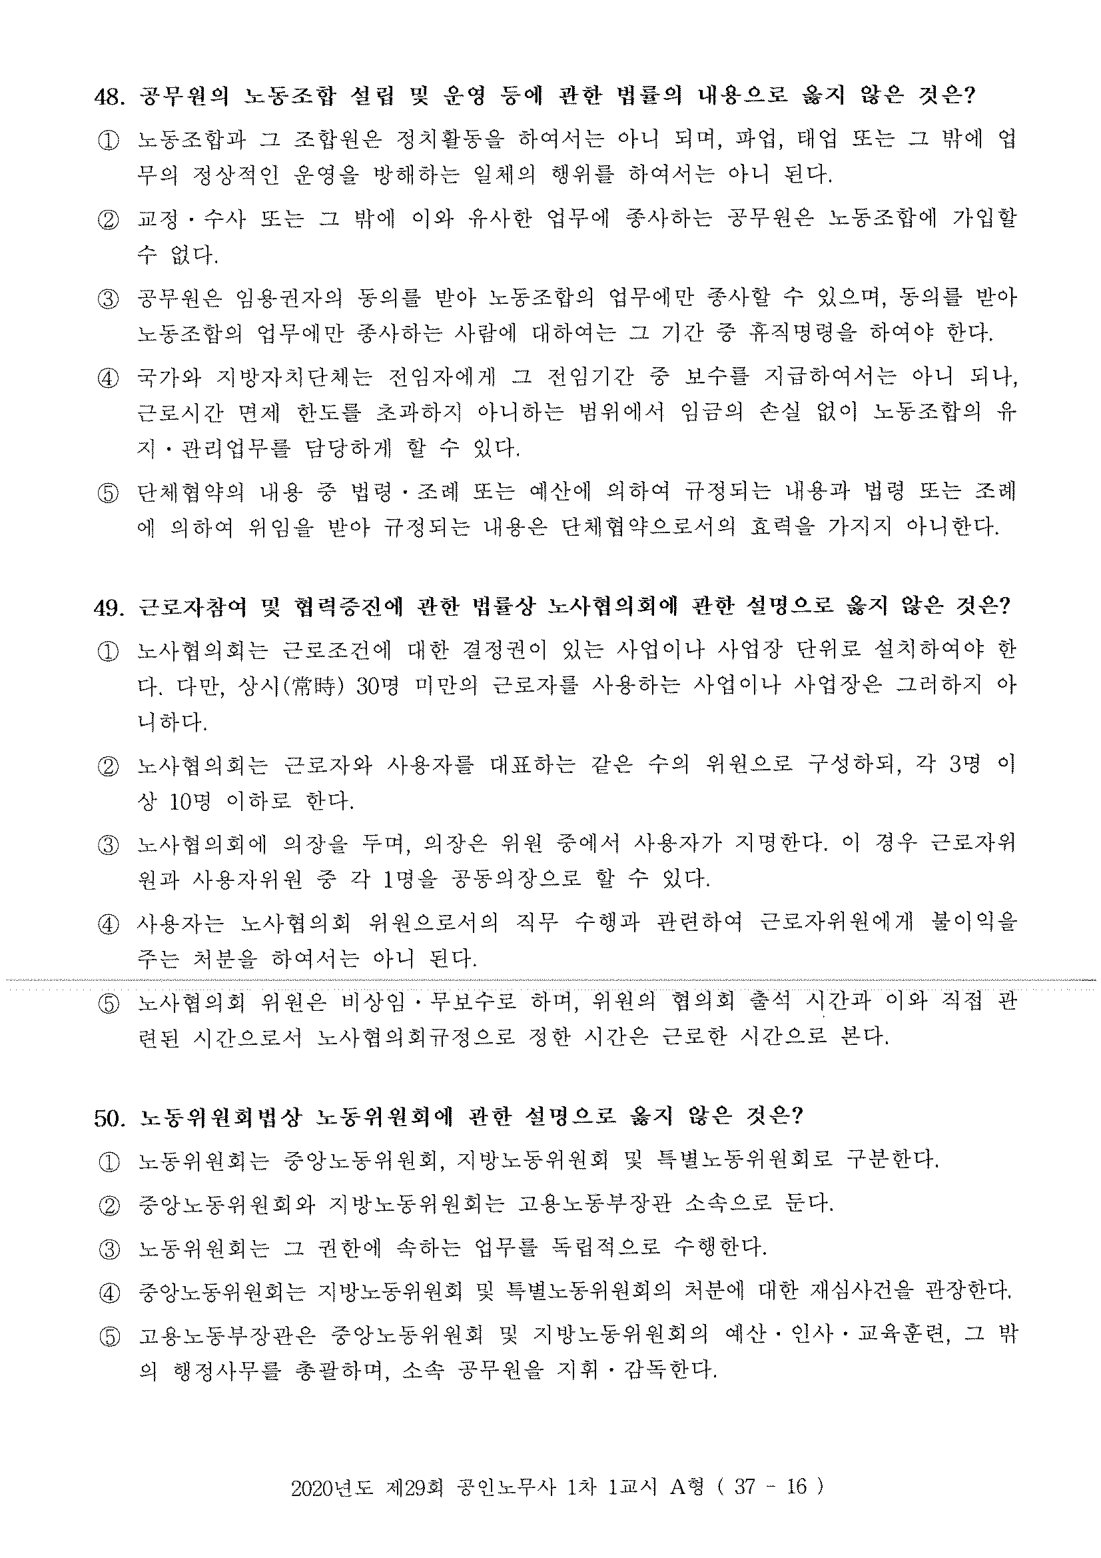 48. 공무원의 노동조합 설립 및 운영 등에 관한 법률의 내용으로 옳지 않은 것은?
① 노동조합과 그 조합원은 정치활동을 하여서는 아니 되며, 파업, 태업 또는 그 밖에 업
무의 정상적인 운영을 방해하는 일체의 행위를 하여서는 아니 된다.
② 교정·수사 또는 그 밖에 이와 유사한 업무에 종사하는 공무원은 노동조합에 가입할
수 없다.
③ 공무원은 임용권자의 동의를 받아 노동조합의 업무에만 종사할 수 있으며, 동의를 받아
노동조합의 업무에만 종사하는 사람에 대하여는 그 기간 중 휴직명령을 하여야 한다.
④ 국가와 지방자치단체는 전임자에게 그 전임기간 중 보수를 지급하여서는 아니 되나,
근로시간 면제 한도를 초과하지 아니하는 범위에서 임금의 손실 없이 노동조합의 유
지·관리업무를 담당하게 할 수 있다.
⑤ 단체협약의 내용 중 법령·조례 또는 예산에 의하여 규정되는 내용과 법령 또는 조례
에 의하여 위임을 받아 규정되는 내용은 단체협약으로서의 효력을 가지지 아니한다.
49. 근로자참여 및 협력증진에 관한 법률상 노사협의회에 관한 설명으로 옳지 않은 것은?
① 노사협의회는 근로조건에 대한 결정권이 있는 사업이나 사업장 단위로 설치하여야 한
다. 다만, 상시(常時) 30명 미만의 근로자를 사용하는 사업이나 사업장은 그러하지 아
니하다.
② 노사협의회는 근로자와 사용자를 대표하는 같은 수의 위원으로 구성하되, 각 3명 이
상 10명 이하로 한다.
③ 노사협의회에 의장을 두며, 의장은 위원 중에서 사용자가 지명한다. 이 경우 근로자위
원과 사용자위원 중 각 1명을 공동의장으로 할 수 있다.
④ 사용자는 노사협의회 위원으로서의 직무 수행과 관련하여 근로자위원에게 불이익을
주는 처분을 하여서는 아니 된다.
⑤ 노사협의회 위원은 비상임·무보수로 하며, 위원의 협의회 출석 시간과 이와 직접 관
련된 시간으로서 노사협의회규정으로 정한 시간은 근로한 시간으로 본다.
50. 노동위원회법상 노동위원회에 관한 설명으로 옳지 않은 것은?
① 노동위원회는 중앙노동위원회, 지방노동위원회 및 특별노동위원회로 구분한다.
② 중앙노동위원회와 지방노동위원회는 고용노동부장관 소속으로 둔다.
③ 노동위원회는 그 권한에 속하는 업무를 독립적으로 수행한다.
④ 중앙노동위원회는 지방노동위원회 및 특별노동위원회의 처분에 대한 재심사건을 관장한다.
⑤ 고용노동부장관은 중앙노동위원회 및 지방노동위원회의 예산·인사·교육훈련, 그 밖
의 행정사무를 총괄하며, 소속 공무원을 지휘·감독한다.
2020년도 제29회 공인노무사 1차 1교시 A형 ( 37 - 16 )